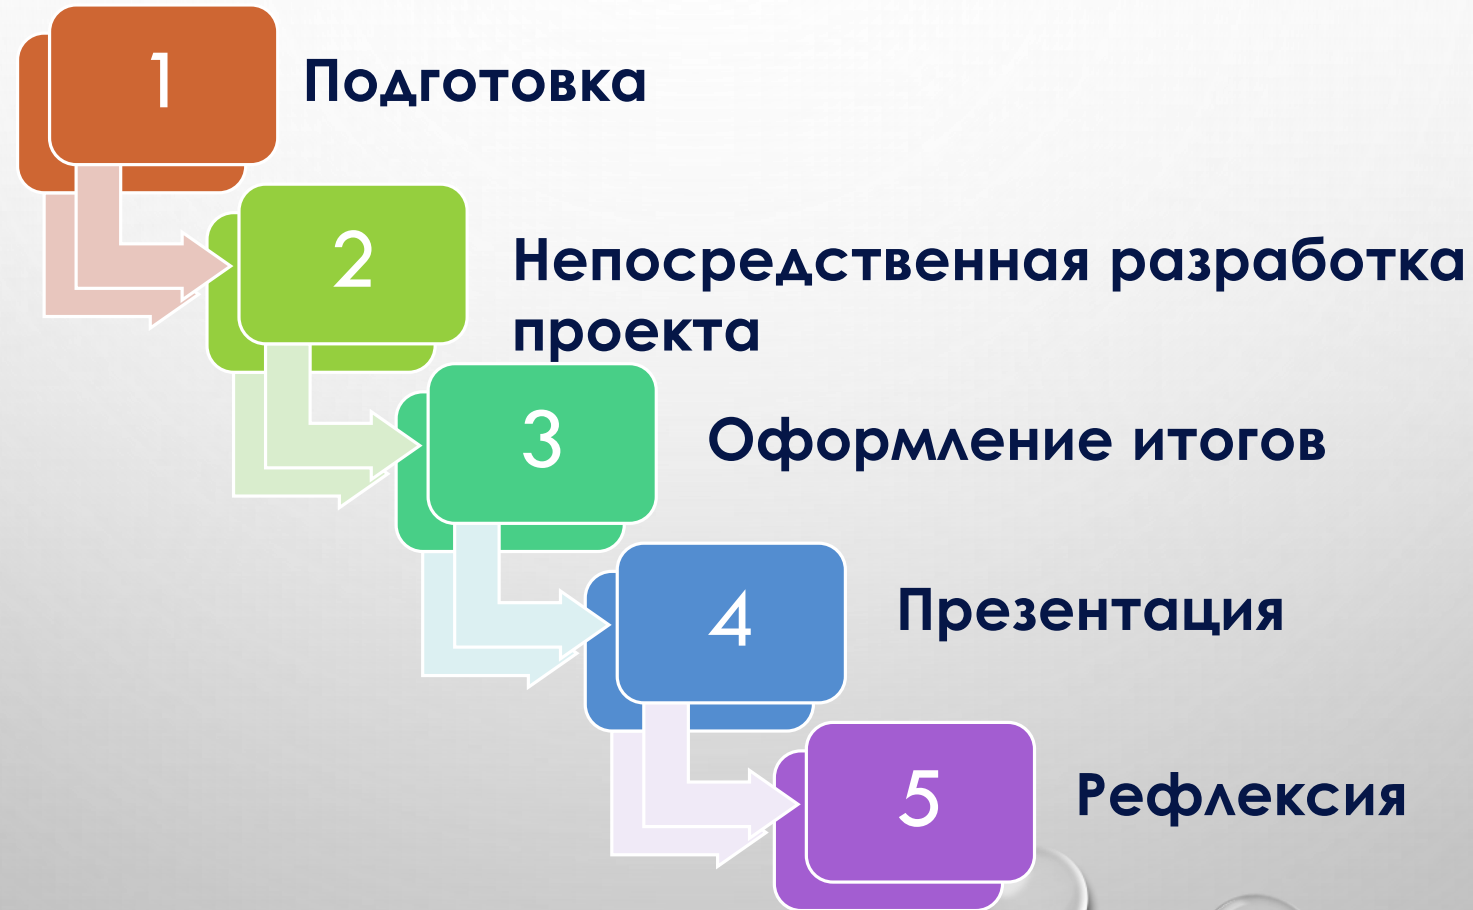 1
Подготовка
2
Непосредственная разработка
проекта
3
Оформление итогов
4
Презентация
5
Рефлексия